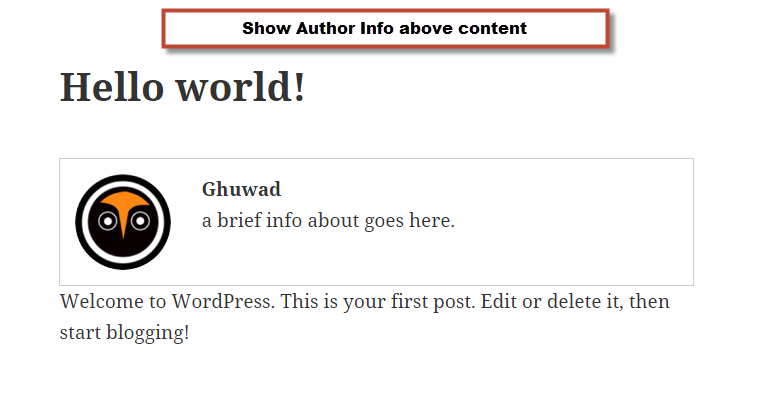 Show Author Info above content
Hello world!
Ghuwad
a brief info about goes here.
Welcome to WordPress. This is your first post. Edit or delete it, then
start blogging!